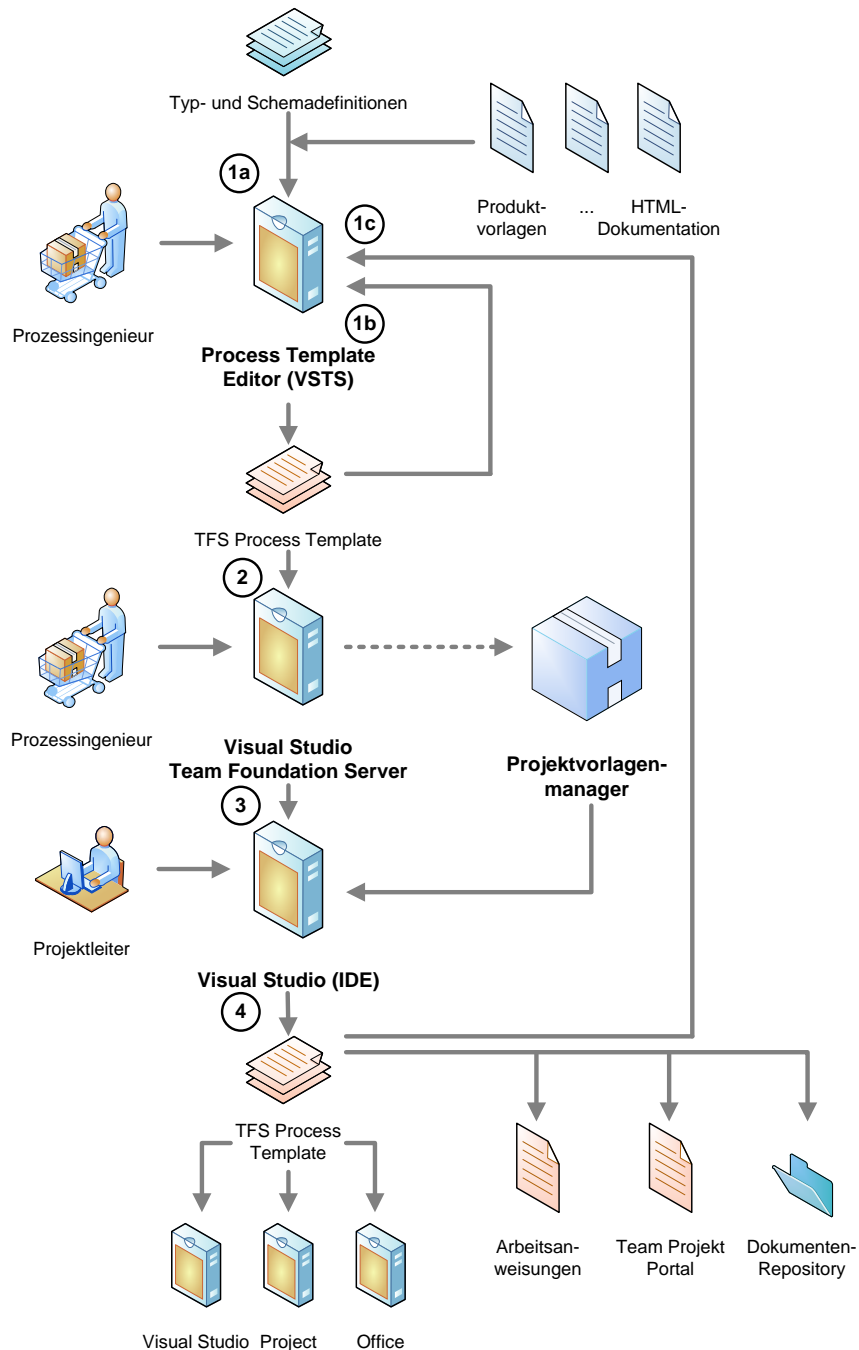 Typ- und Schemadefinitionen
1a
Produkt-
vorlagen
...
HTML-
Dokumentation
1c
Prozessingenieur
1b
Process Template
Editor (VSTS)
TFS Process Template
2
Prozessingenieur
Visual Studio
Team Foundation Server
Projektvorlagen-
manager
3
Projektleiter
Visual Studio (IDE)
4
TFS Process
Template
Arbeitsan-
weisungen
Team Projekt
Portal
Dokumenten-
Repository
Visual Studio
Project
Office